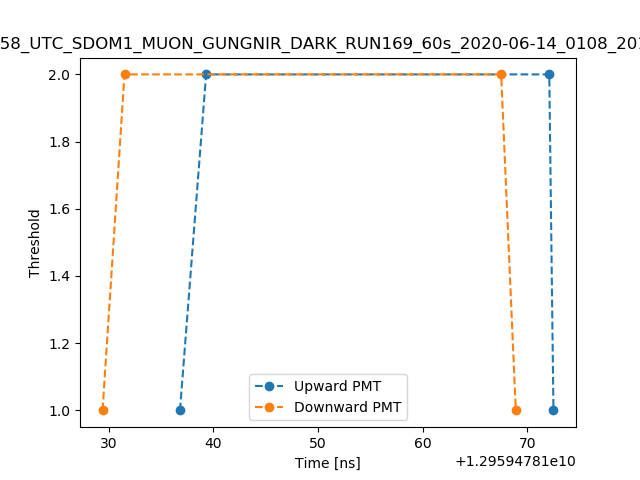 58_UTC_SDOM1_MUON_GUNGNIR_DARK_RUN169_60s_2020-06-14_0108_201
2.0
1.8
1.6
1.4
1.2
1.0
Threshold
Upward PMT
Downward PMT
30 40 50 60 70
Time [ns]
+1.29594781e10